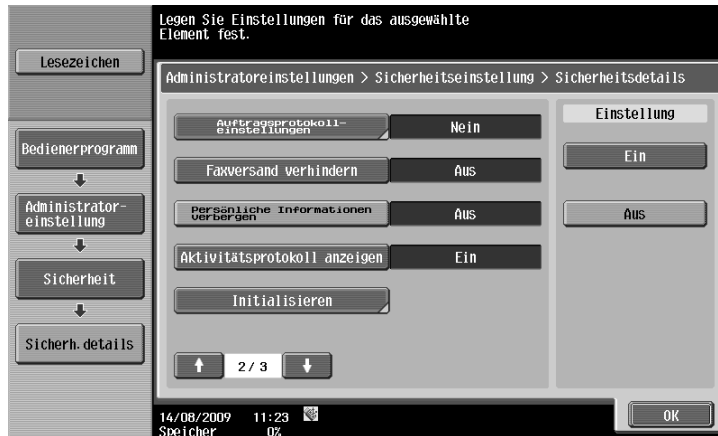 Legen Sie Einstellungen für das ausgewählte
Element fest.
Lesezeichen
Administratoreinstellungen > Sicherheitseinstellung > Sicherheitsdetails
Auftragsprotokoll-
einstellungen
Nein
Einstellung
Bedienerprogramm
Faxversand verhindern
Aus
Ein
Administrator-
einstellung
Persönliche Informationen
verbergen
Aus
Aus
Aktivitätsprotokoll anzeigen
Ein
Sicherheit
Initialisieren
Sicherh.details
2/ 3
14/08/2009 11:23
Speicher 0%
OK